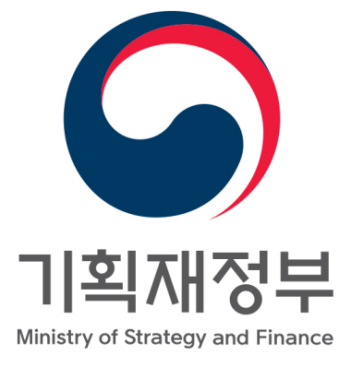 기획재정부
Ministry of Strategy and Finance